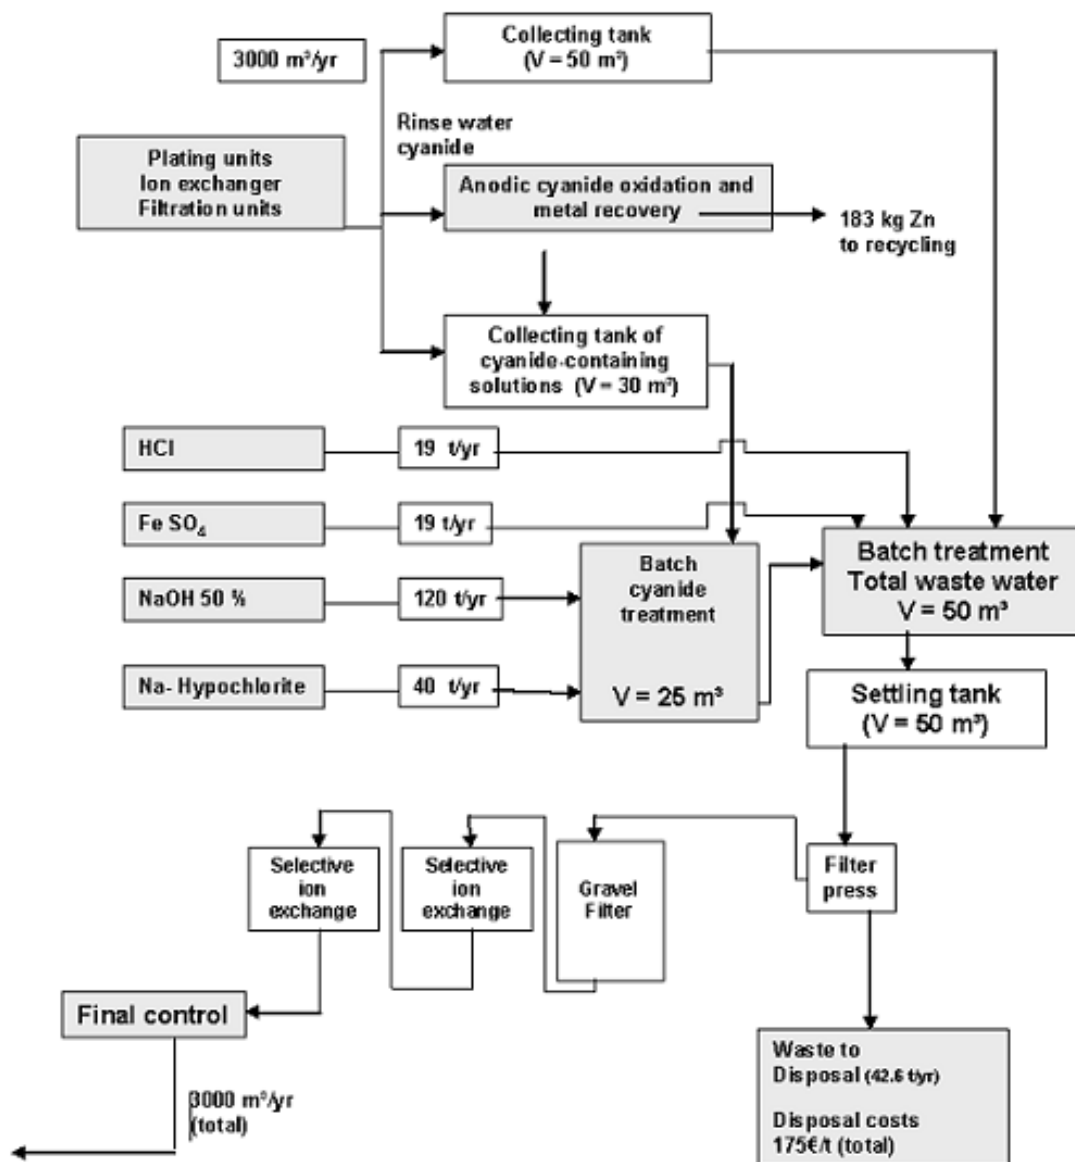 3000 m³/yr
Collecting tank
(V = 50 m³)
Rinse water
cyanide
Plating units
Ion exchanger
Filtration units
Anodic cyanide oxidation and
metal recovery
183 kg Zn
to recycling
Collecting tank of
cyanide-containing
solutions (V = 30 m³)
HCl
19 t/yr
Fe SO₄
19 t/yr
NaOH 50 %
120 t/yr
Na- Hypochlorite
40 t/yr
Batch
cyanide
treatment
V = 25 m³
Batch treatment
Total waste water
V = 50 m³
Settling tank
(V = 50 m³)
Filter
press
Gravel
Filter
Selective
ion
exchange
Selective
ion
exchange
Final control
3000 m³/yr
(total)
Waste to
Disposal (42.6 t/yr)
Disposal costs
175€/t (total)